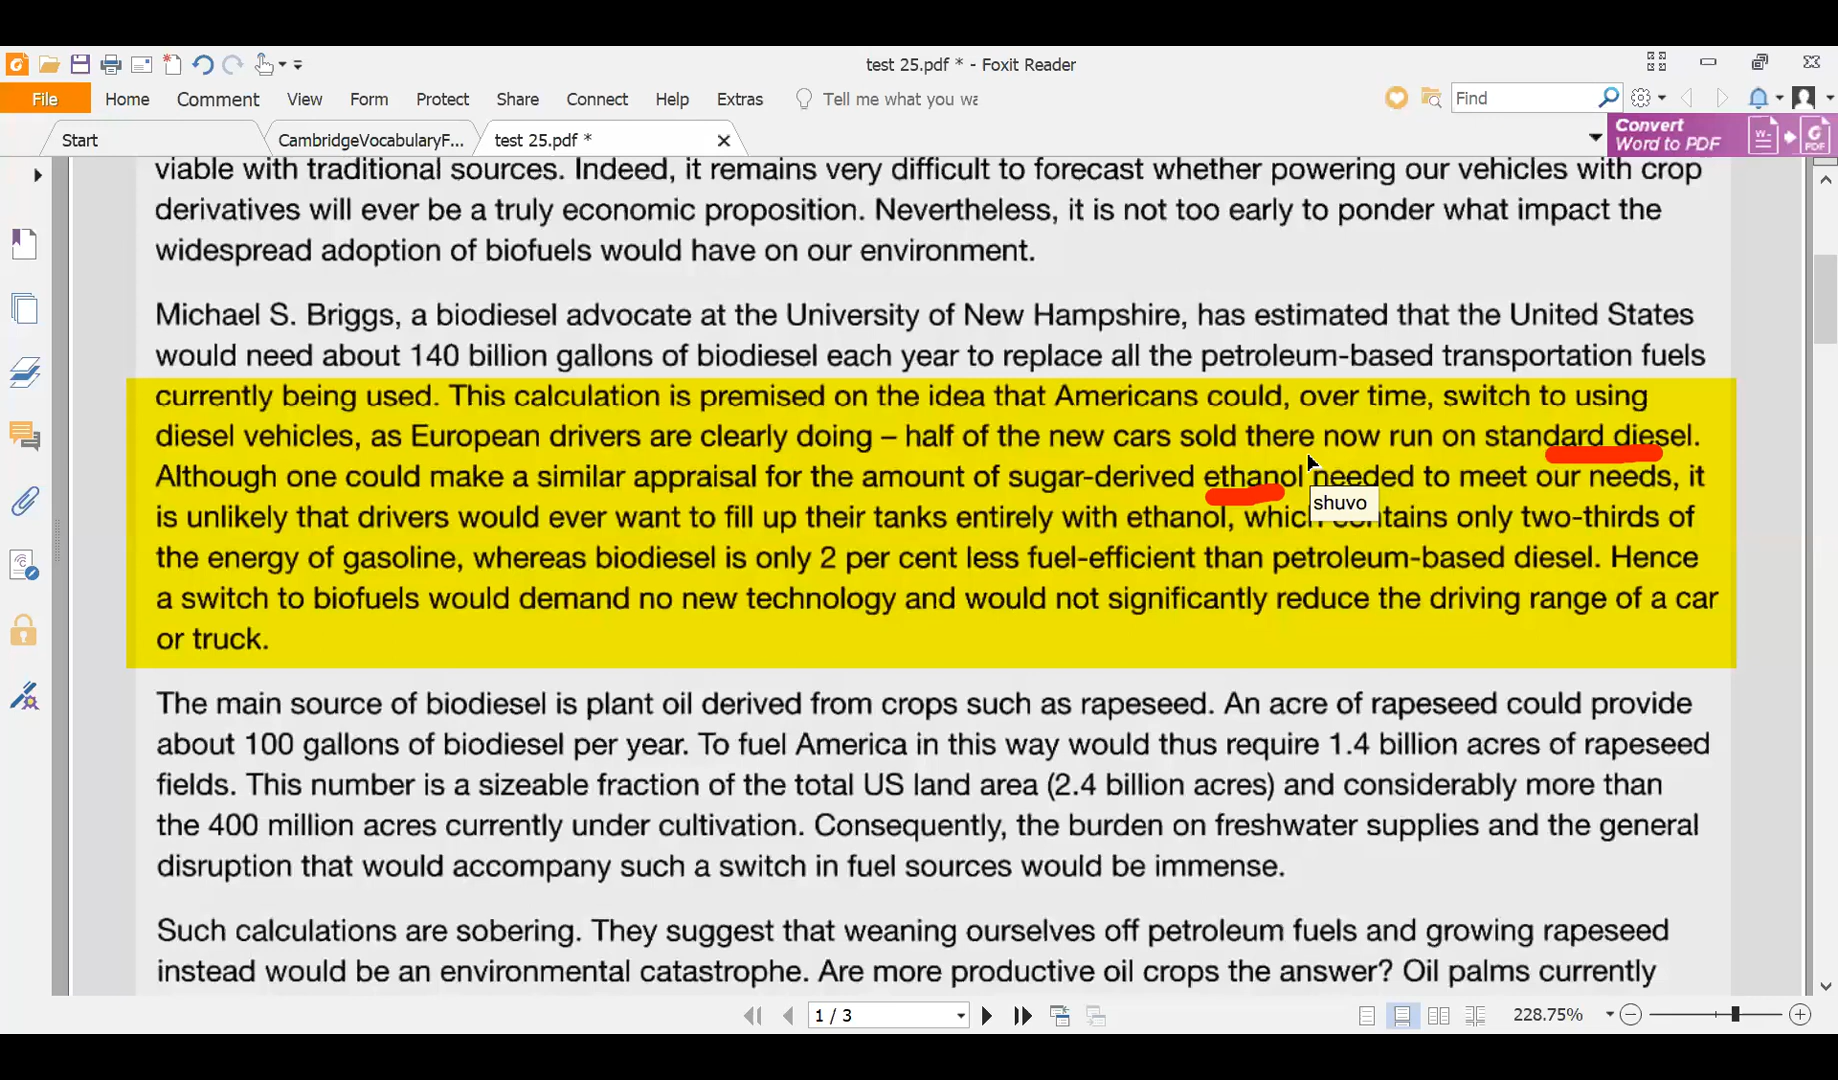 test 25.pdf * - Foxit Reader
File Home Comment View Form Protect Share Connect Help Extras Tell me what you wa Find
Start CambridgeVocabularyF... test 25.pdf * Convert
Word to PDF
viable with traditional sources. Indeed, it remains very difficult to forecast whether powering our vehicles with crop
derivatives will ever be a truly economic proposition. Nevertheless, it is not too early to ponder what impact the
widespread adoption of biofuels would have on our environment.
Michael S. Briggs, a biodiesel advocate at the University of New Hampshire, has estimated that the United States
would need about 140 billion gallons of biodiesel each year to replace all the petroleum-based transportation fuels
currently being used. This calculation is premised on the idea that Americans could, over time, switch to using
diesel vehicles, as European drivers are clearly doing – half of the new cars sold there now run on standard diesel.
Although one could make a similar appraisal for the amount of sugar-derived ethanol needed to meet our needs, it
shuvo
is unlikely that drivers would ever want to fill up their tanks entirely with ethanol, which contains only two-thirds of
the energy of gasoline, whereas biodiesel is only 2 per cent less fuel-efficient than petroleum-based diesel. Hence
a switch to biofuels would demand no new technology and would not significantly reduce the driving range of a car
or truck.
The main source of biodiesel is plant oil derived from crops such as rapeseed. An acre of rapeseed could provide
about 100 gallons of biodiesel per year. To fuel America in this way would thus require 1.4 billion acres of rapeseed
fields. This number is a sizeable fraction of the total US land area (2.4 billion acres) and considerably more than
the 400 million acres currently under cultivation. Consequently, the burden on freshwater supplies and the general
disruption that would accompany such a switch in fuel sources would be immense.
Such calculations are sobering. They suggest that weaning ourselves off petroleum fuels and growing rapeseed
instead would be an environmental catastrophe. Are more productive oil crops the answer? Oil palms currently
1 / 3 228.75%